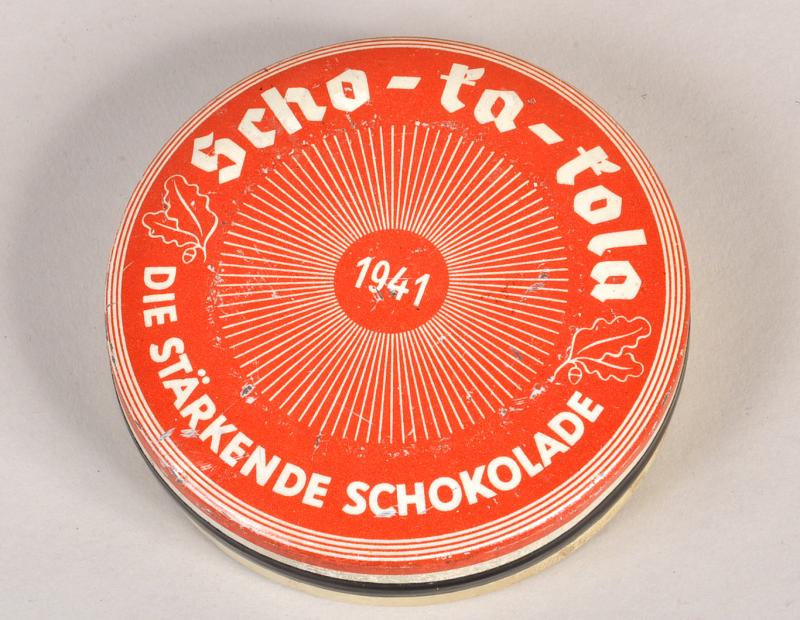 Scho-ka-kola
1941
DIE STÄRKENDE SCHOKOLADE